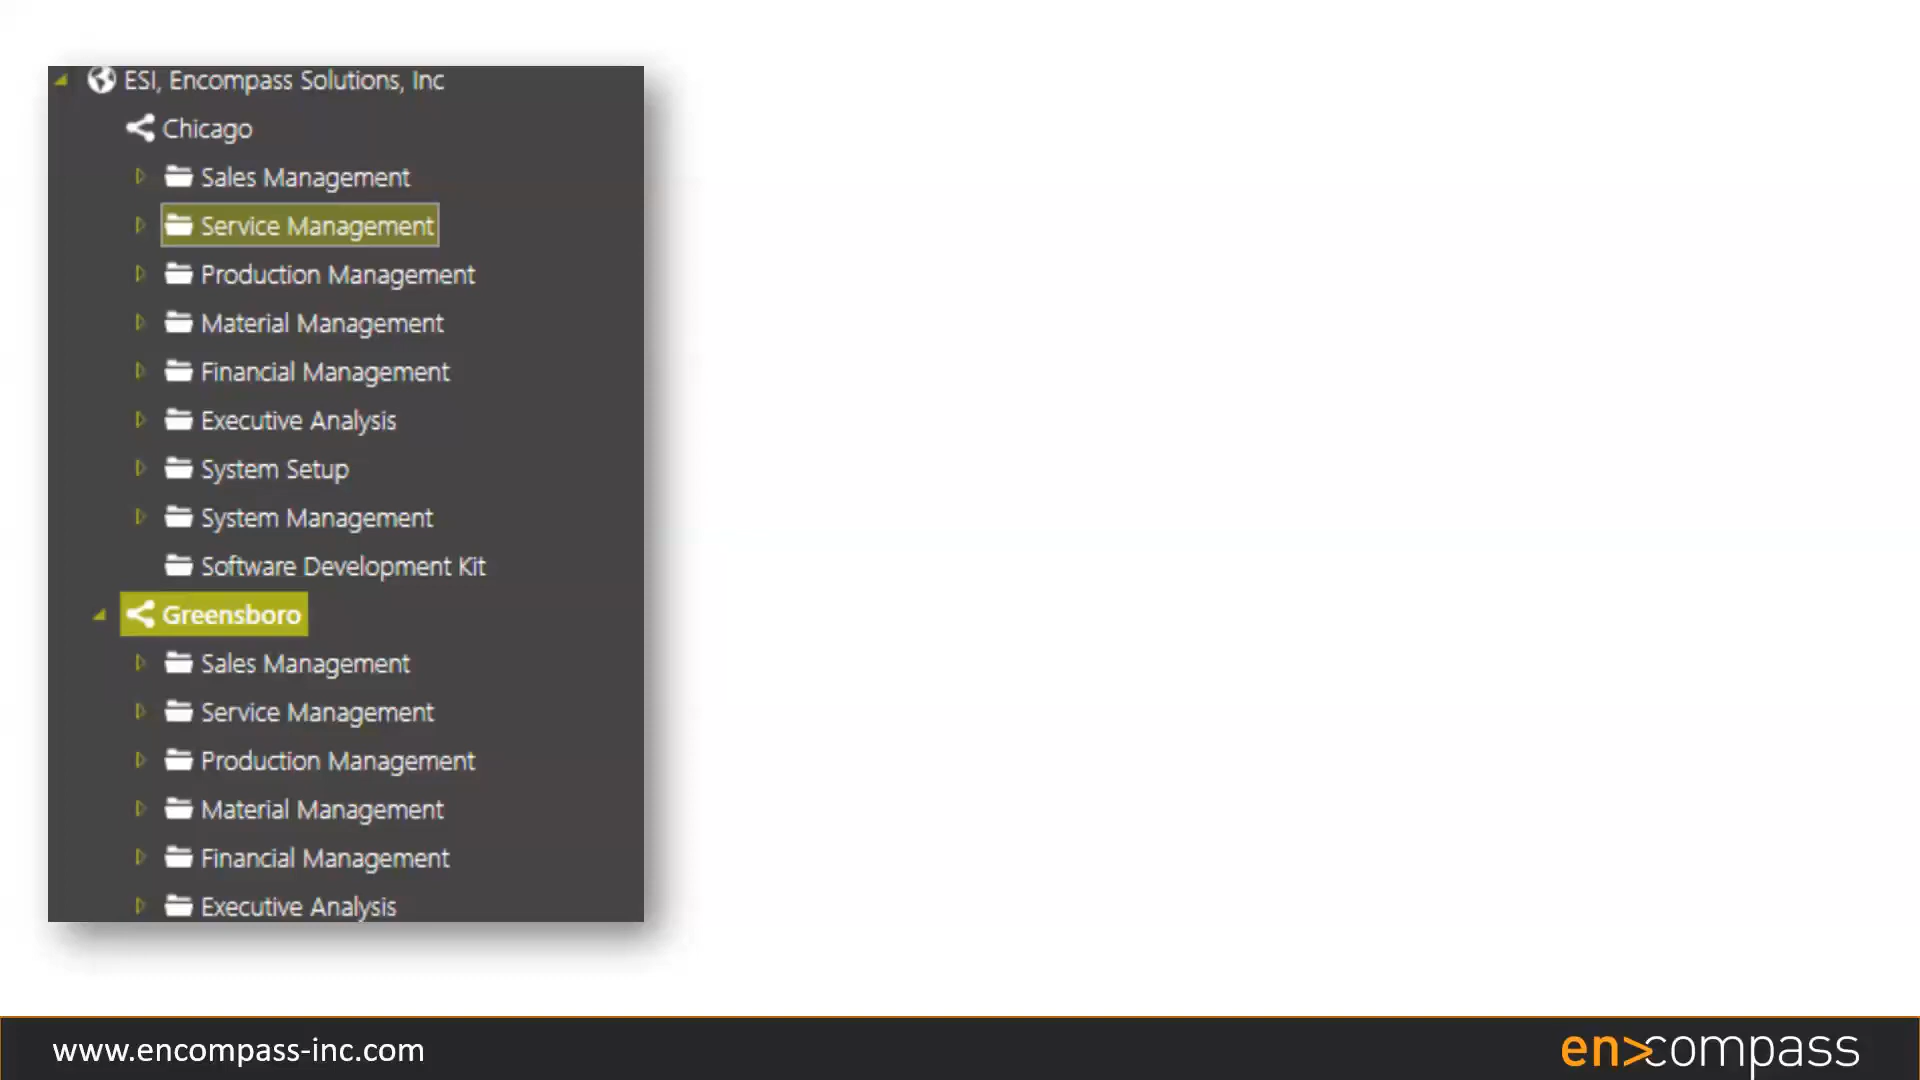 ESI, Encompass Solutions, Inc
Chicago
Sales Management
Service Management
Production Management
Material Management
Financial Management
Executive Analysis
System Setup
System Management
Software Development Kit
Greensboro
Sales Management
Service Management
Production Management
Material Management
Financial Management
Executive Analysis
www.encompass-inc.com
en>compass